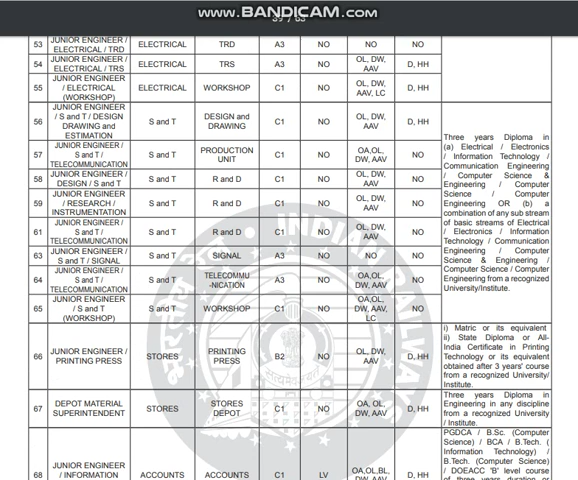 www.BANDICAM.com
53 JUNIOR ENGINEER / ELECTRICAL / TRD ELECTRICAL TRD A3 NO NO NO
54 JUNIOR ENGINEER / ELECTRICAL / TRS ELECTRICAL TRS A3 NO OL, DW, AAV D, HH
55 JUNIOR ENGINEER / ELECTRICAL (WORKSHOP) ELECTRICAL WORKSHOP C1 NO OL, DW, AAV, LC D, HH
56 JUNIOR ENGINEER / S and T / DESIGN DRAWING and ESTIMATION S and T DESIGN and DRAWING C1 NO OL, DW, AAV D, HH
57 JUNIOR ENGINEER / S and T / TELECOMMUNICATION S and T PRODUCTION UNIT C1 NO OA,OL, DW, AAV NO
58 JUNIOR ENGINEER / DESIGN / S and T S and T R and D C1 NO OL, DW, AAV NO
59 JUNIOR ENGINEER / RESEARCH / INSTRUMENTATION S and T R and D C1 NO OL, DW, AAV NO
61 JUNIOR ENGINEER / S and T / TELECOMMUNICATION S and T R and D C1 NO OL, DW, AAV NO
63 JUNIOR ENGINEER / S and T / SIGNAL S and T SIGNAL A3 NO NO NO
64 JUNIOR ENGINEER / S and T / TELECOMMUNICATION S and T TELECOMMU -NICATION A3 NO OA,OL, DW, AAV NO
65 JUNIOR ENGINEER / S and T (WORKSHOP) S and T WORKSHOP C1 NO OA,OL, DW, AAV, LC NO
Three years Diploma in
(a) Electrical / Electronics
/ Information Technology /
Communication Engineering
/ Computer Science &
Engineering / Computer
Science / Computer
Engineering OR (b) a
combination of any sub stream
of basic streams of Electrical
/ Electronics / Information
Technology / Communication
Engineering / Computer
Science & Engineering /
Computer Science / Computer
Engineering from a recognized
University/Institute.
66 JUNIOR ENGINEER / PRINTING PRESS STORES PRINTING PRESS B2 NO OL, DW, AAV D, HH
i) Matric or its equivalent
ii) State Diploma or All-
India Certificate in Printing
Technology or its equivalent
obtained after 3 years' course
from a recognized University/
Institute.
67 DEPOT MATERIAL SUPERINTENDENT STORES STORES DEPOT C1 NO OA, OL, DW, AAV D, HH
Three years Diploma in
Engineering in any discipline
from a recognized University
/ Institute.
68 JUNIOR ENGINEER / INFORMATION ACCOUNTS ACCOUNTS C1 LV OA,OL,BL, DW, AAV D, HH
PGDCA / B.Sc. (Computer
Science) / BCA / B.Tech. (
Information Technology) /
B.Tech. (Computer Science)
/ DOEACC 'B' level course
of three years duration or
INDIAN RAILWAYS